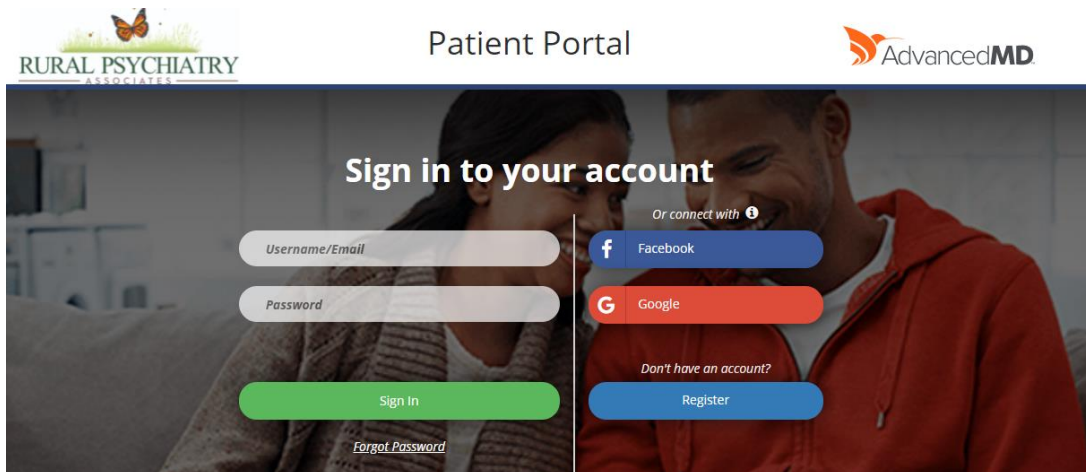 RURAL PSYCHIATRY
ASSOCIATES
Patient Portal
AdvancedMD
Sign in to your account
Username/Email
Password
Sign In
Forgot Password
Or connect with
Facebook
Google
Don't have an account?
Register